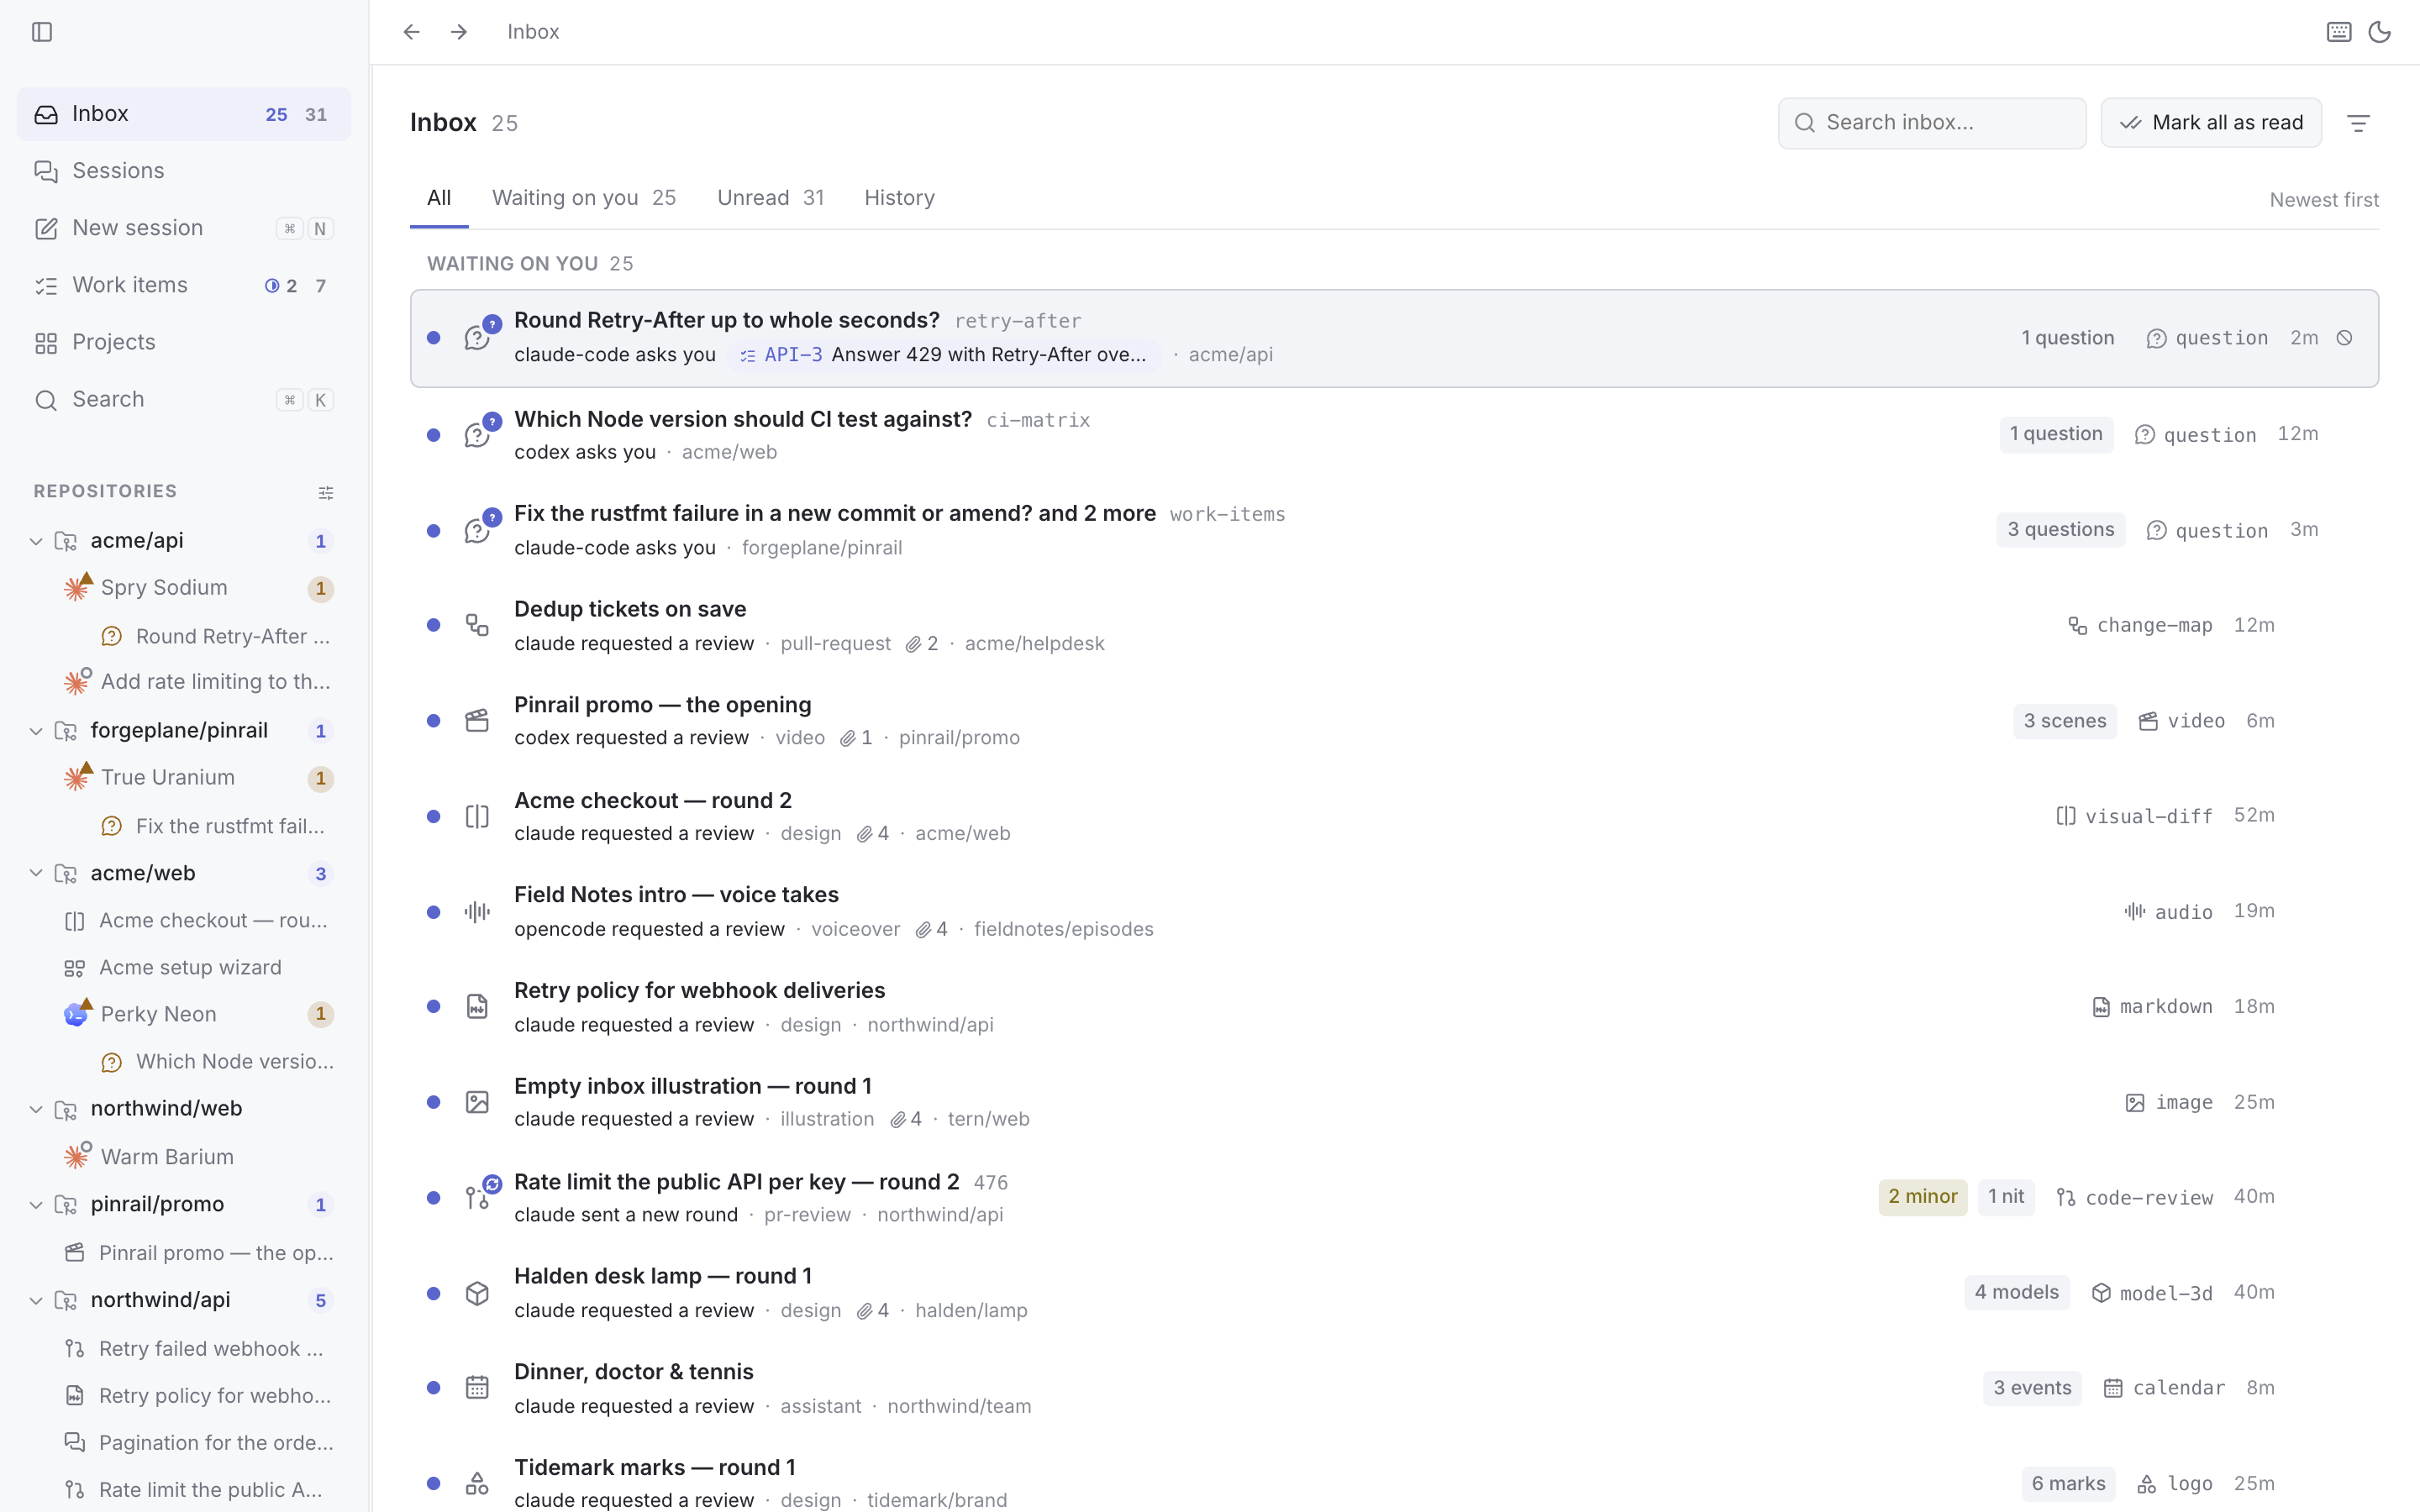 Inbox 25 31
Sessions
New session ⌘ N
Work items 2 7
Projects
Search ⌘ K
REPOSITORIES
acme/api 1
Spry Sodium 1
Round Retry-After ...
Add rate limiting to th...
forgeplane/pinrail 1
True Uranium 1
Fix the rustfmt fail...
acme/web 3
Acme checkout — rou...
Acme setup wizard
Perky Neon 1
Which Node versio...
northwind/web
Warm Barium
pinrail/promo 1
Pinrail promo — the op...
northwind/api 5
Retry failed webhook ...
Retry policy for webho...
Pagination for the orde...
Rate limit the public A...
Inbox
Inbox 25
Search inbox...
Mark all as read
All
Waiting on you 25
Unread 31
History
Newest first
WAITING ON YOU 25
Round Retry-After up to whole seconds? retry-after
claude-code asks you API-3 Answer 429 with Retry-After ove... · acme/api
1 question question 2m
Which Node version should CI test against? ci-matrix
codex asks you · acme/web
1 question question 12m
Fix the rustfmt failure in a new commit or amend? and 2 more work-items
claude-code asks you · forgeplane/pinrail
3 questions question 3m
Dedup tickets on save
claude requested a review · pull-request 2 · acme/helpdesk
change-map 12m
Pinrail promo — the opening
codex requested a review · video 1 · pinrail/promo
3 scenes video 6m
Acme checkout — round 2
claude requested a review · design 4 · acme/web
visual-diff 52m
Field Notes intro — voice takes
opencode requested a review · voiceover 4 · fieldnotes/episodes
audio 19m
Retry policy for webhook deliveries
claude requested a review · design · northwind/api
markdown 18m
Empty inbox illustration — round 1
claude requested a review · illustration 4 · tern/web
image 25m
Rate limit the public API per key — round 2 476
claude sent a new round · pr-review · northwind/api
2 minor 1 nit code-review 40m
Halden desk lamp — round 1
claude requested a review · design 4 · halden/lamp
4 models model-3d 40m
Dinner, doctor & tennis
claude requested a review · assistant · northwind/team
3 events calendar 8m
Tidemark marks — round 1
claude requested a review · design · tidemark/brand
6 marks logo 25m